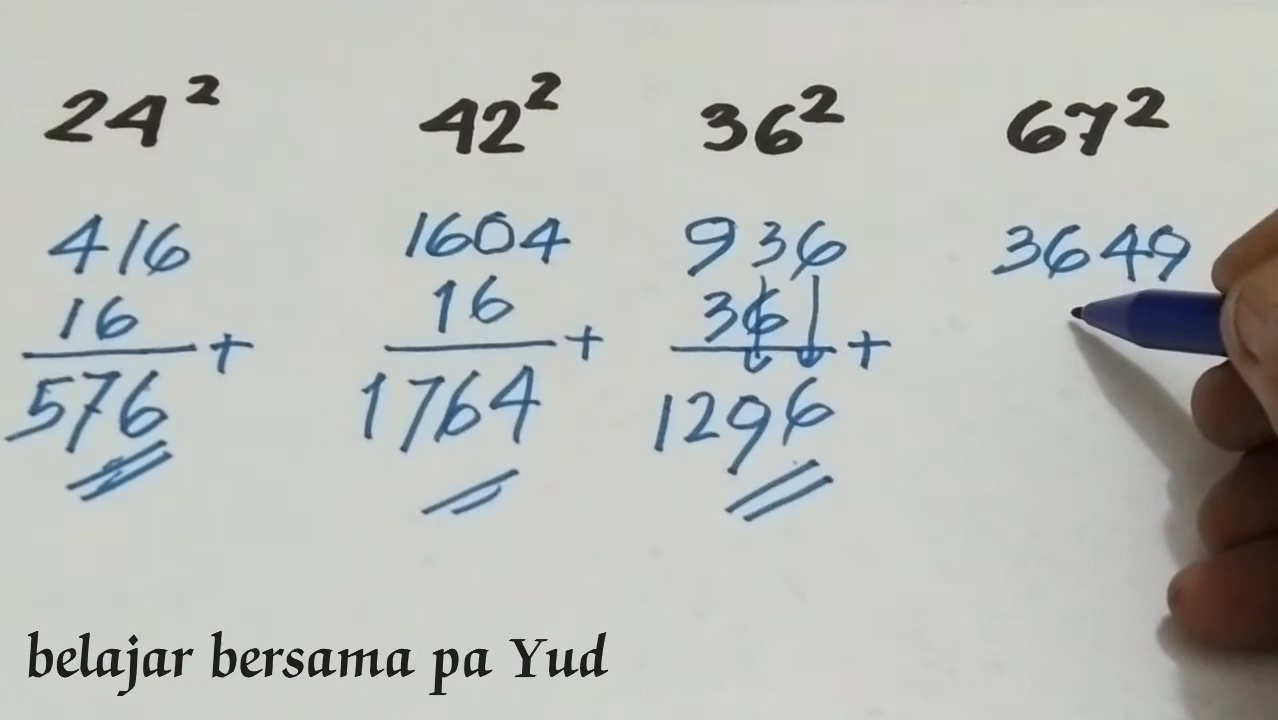 24² 42² 36² 67²
416 1604 936 3649
16 16 36
+ + +
576 1764 1296
belajar bersama pa Yud